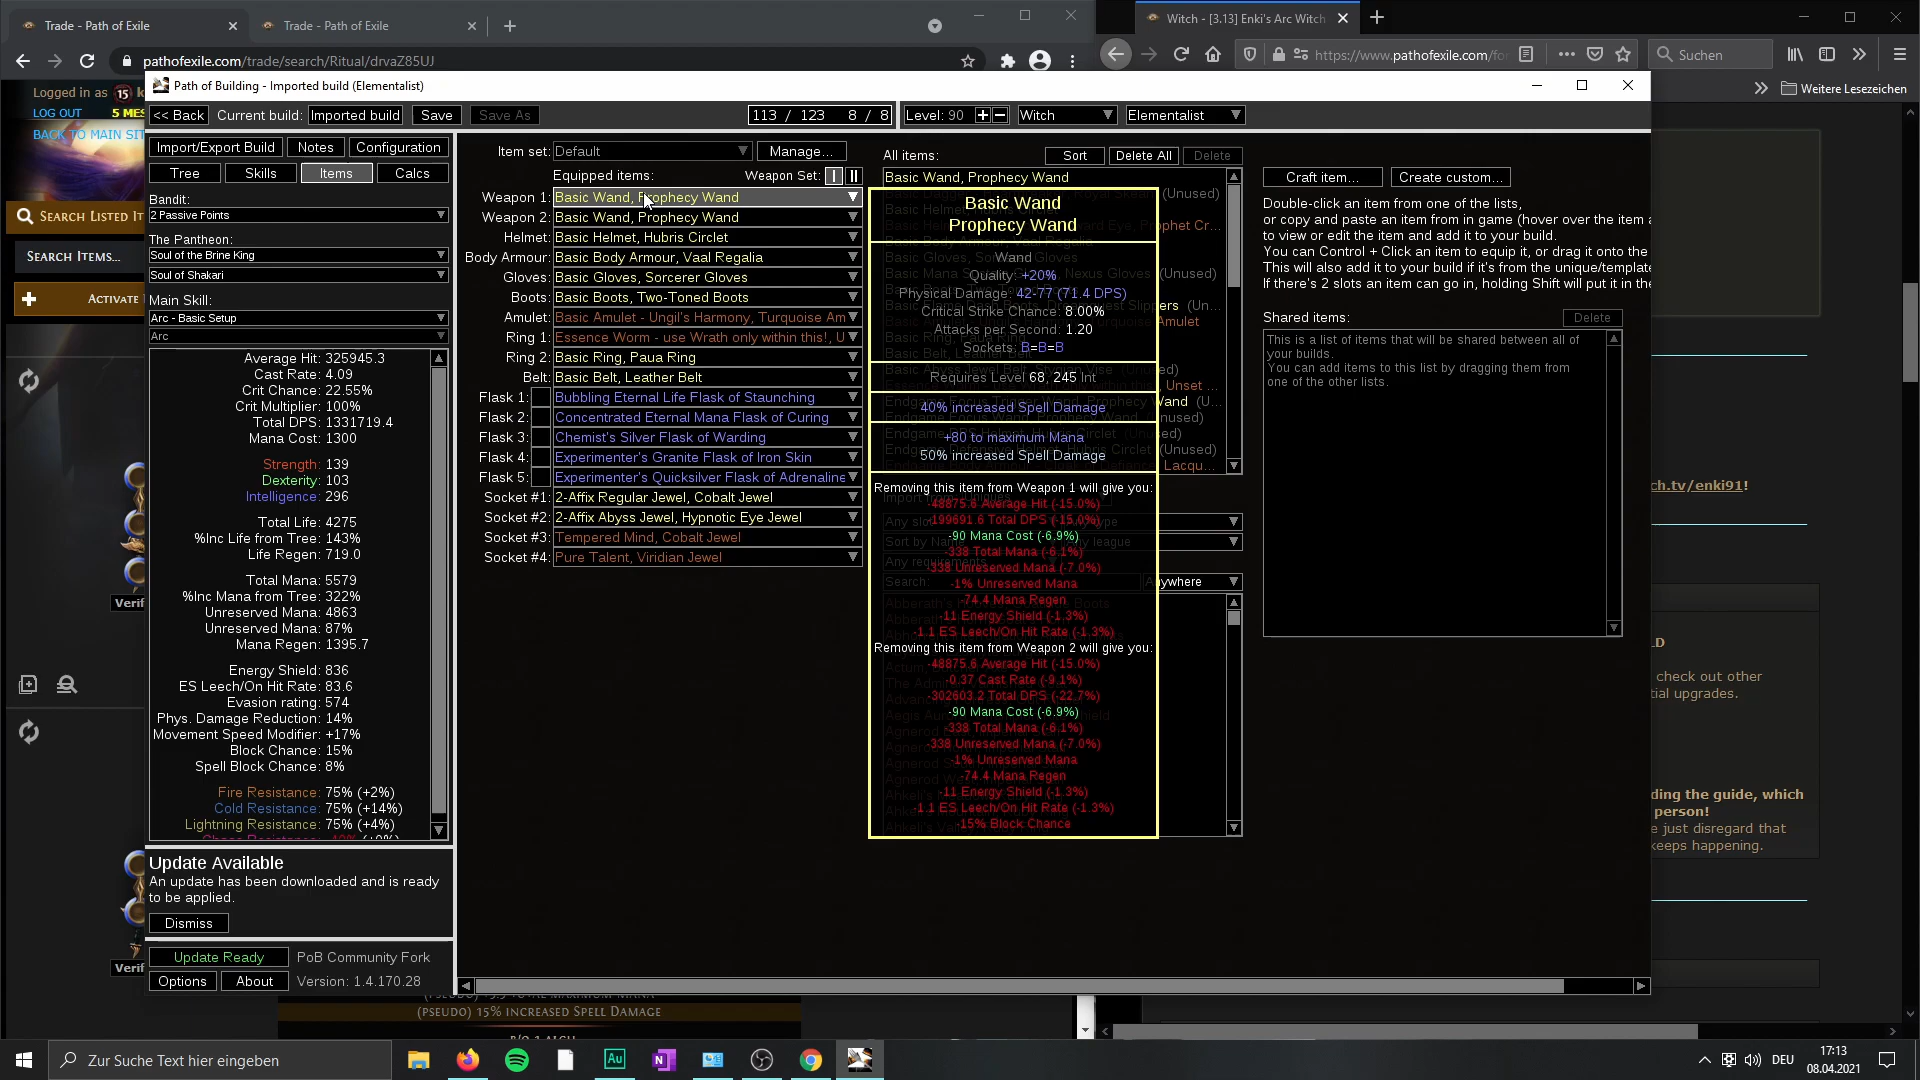 Trade - Path of Exile
Trade - Path of Exile
Witch - [3.13] Enki's Arc Witch
pathofexile.com/trade/search/Ritual/drvaZ85UJ
https://www.pathofexile.com/for
Suchen
Weitere Lesezeichen
Logged in as
15
LOG OUT
5 MES
BACK TO MAIN SIT
SEARCH LISTED IT
SEARCH ITEMS...
ACTIVATE
Verif
Verif
Path of Building - Imported build (Elementalist)
<< Back
Current build:
Imported build
Save
Save As
113 / 123 8 / 8
Level: 90
Witch
Elementalist
Import/Export Build
Notes
Configuration
Tree
Skills
Items
Calcs
Bandit:
2 Passive Points
The Pantheon:
Soul of the Brine King
Soul of Shakari
Main Skill:
Arc - Basic Setup
Arc
Average Hit: 325945.3
Cast Rate: 4.09
Crit Chance: 22.55%
Crit Multiplier: 100%
Total DPS: 1331719.4
Mana Cost: 1300
Strength: 139
Dexterity: 103
Intelligence: 296
Total Life: 4275
%Inc Life from Tree: 143%
Life Regen: 719.0
Total Mana: 5579
%Inc Mana from Tree: 322%
Unreserved Mana: 4863
Unreserved Mana: 87%
Mana Regen: 1395.7
Energy Shield: 836
ES Leech/On Hit Rate: 83.6
Evasion rating: 574
Phys. Damage Reduction: 14%
Movement Speed Modifier: +17%
Block Chance: 15%
Spell Block Chance: 8%
Fire Resistance: 75% (+2%)
Cold Resistance: 75% (+14%)
Lightning Resistance: 75% (+4%)
Update Available
An update has been downloaded and is ready
to be applied.
Dismiss
Update Ready
PoB Community Fork
Options
About
Version: 1.4.170.28
Item set:
Default
Manage...
Equipped items:
Weapon Set:
I
II
Weapon 1: Basic Wand, Prophecy Wand
Weapon 2: Basic Wand, Prophecy Wand
Helmet: Basic Helmet, Hubris Circlet
Body Armour: Basic Body Armour, Vaal Regalia
Gloves: Basic Gloves, Sorcerer Gloves
Boots: Basic Boots, Two-Toned Boots
Amulet: Basic Amulet - Ungil's Harmony, Turquoise Am
Ring 1: Essence Worm - use Wrath only within this!, U
Ring 2: Basic Ring, Paua Ring
Belt: Basic Belt, Leather Belt
Flask 1: Bubbling Eternal Life Flask of Staunching
Flask 2: Concentrated Eternal Mana Flask of Curing
Flask 3: Chemist's Silver Flask of Warding
Flask 4: Experimenter's Granite Flask of Iron Skin
Flask 5: Experimenter's Quicksilver Flask of Adrenaline
Socket #1: 2-Affix Regular Jewel, Cobalt Jewel
Socket #2: 2-Affix Abyss Jewel, Hypnotic Eye Jewel
Socket #3: Tempered Mind, Cobalt Jewel
Socket #4: Pure Talent, Viridian Jewel
All items:
Sort
Delete All
Delete
Basic Wand, Prophecy Wand
Basic Wand
Prophecy Wand
Wand
Quality: +20%
Physical Damage: 42-77 (71.4 DPS)
Critical Strike Chance: 8.00%
Attacks per Second: 1.20
Sockets: B=B=B
Requires Level 68, 245 Int
40% increased Spell Damage
+80 to maximum Mana
50% increased Spell Damage
Removing this item from Weapon 1 will give you:
-48875.6 Average Hit (-15.0%)
-199691.6 Total DPS (-15.0%)
-90 Mana Cost (-6.9%)
-338 Total Mana (-6.1%)
-338 Unreserved Mana (-7.0%)
-1% Unreserved Mana
-74.4 Mana Regen
-11 Energy Shield (-1.3%)
-1.1 ES Leech/On Hit Rate (-1.3%)
Removing this item from Weapon 2 will give you:
-48875.6 Average Hit (-15.0%)
-0.37 Cast Rate (-9.1%)
-302603.2 Total DPS (-22.7%)
-90 Mana Cost (-6.9%)
-338 Total Mana (-6.1%)
-338 Unreserved Mana (-7.0%)
-1% Unreserved Mana
-74.4 Mana Regen
-11 Energy Shield (-1.3%)
-1.1 ES Leech/On Hit Rate (-1.3%)
-15% Block Chance
(Unused)
Anywhere
Craft item...
Create custom...
Double-click an item from one of the lists,
or copy and paste an item from in game (hover over the item a
to view or edit the item and add it to your build.
You can Control + Click an item to equip it, or drag it onto the
This will also add it to your build if it's from the unique/template
If there's 2 slots an item can go in, holding Shift will put it in the
Shared items:
Delete
This is a list of items that will be shared between all of
your builds.
You can add items to this list by dragging them from
one of the other lists.
ch.tv/enki91!
LD
check out other
tial upgrades.
ding the guide, which
person!
e just disregard that
keeps happening.
(PSEUDO) 15% INCREASED SPELL DAMAGE
Zur Suche Text hier eingeben
Au
DEU
17:13
08.04.2021